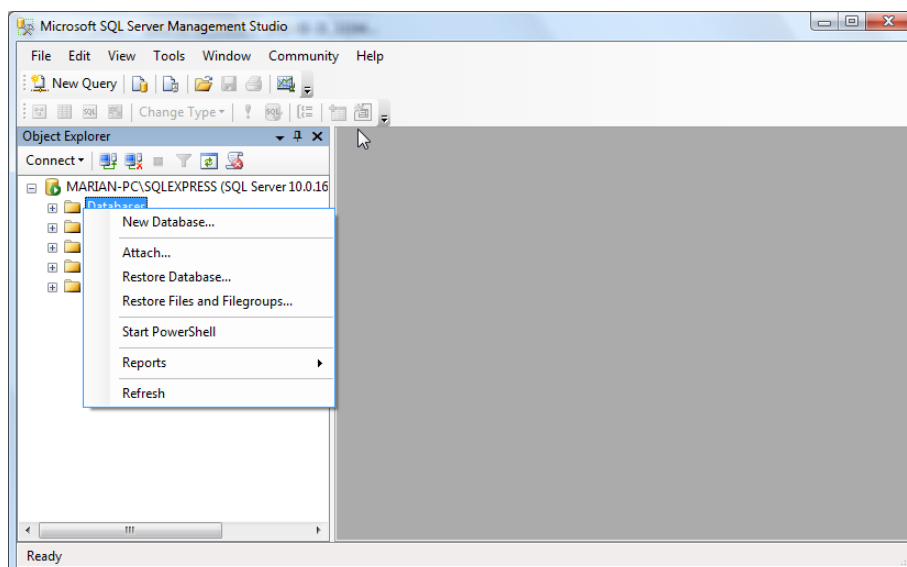 Microsoft SQL Server Management Studio
File Edit View Tools Window Community Help
New Query
Change Type
Object Explorer
Connect
MARIAN-PC\SQLEXPRESS (SQL Server 10.0.16
Databases
New Database...
Attach...
Restore Database...
Restore Files and Filegroups...
Start PowerShell
Reports
Refresh
Ready